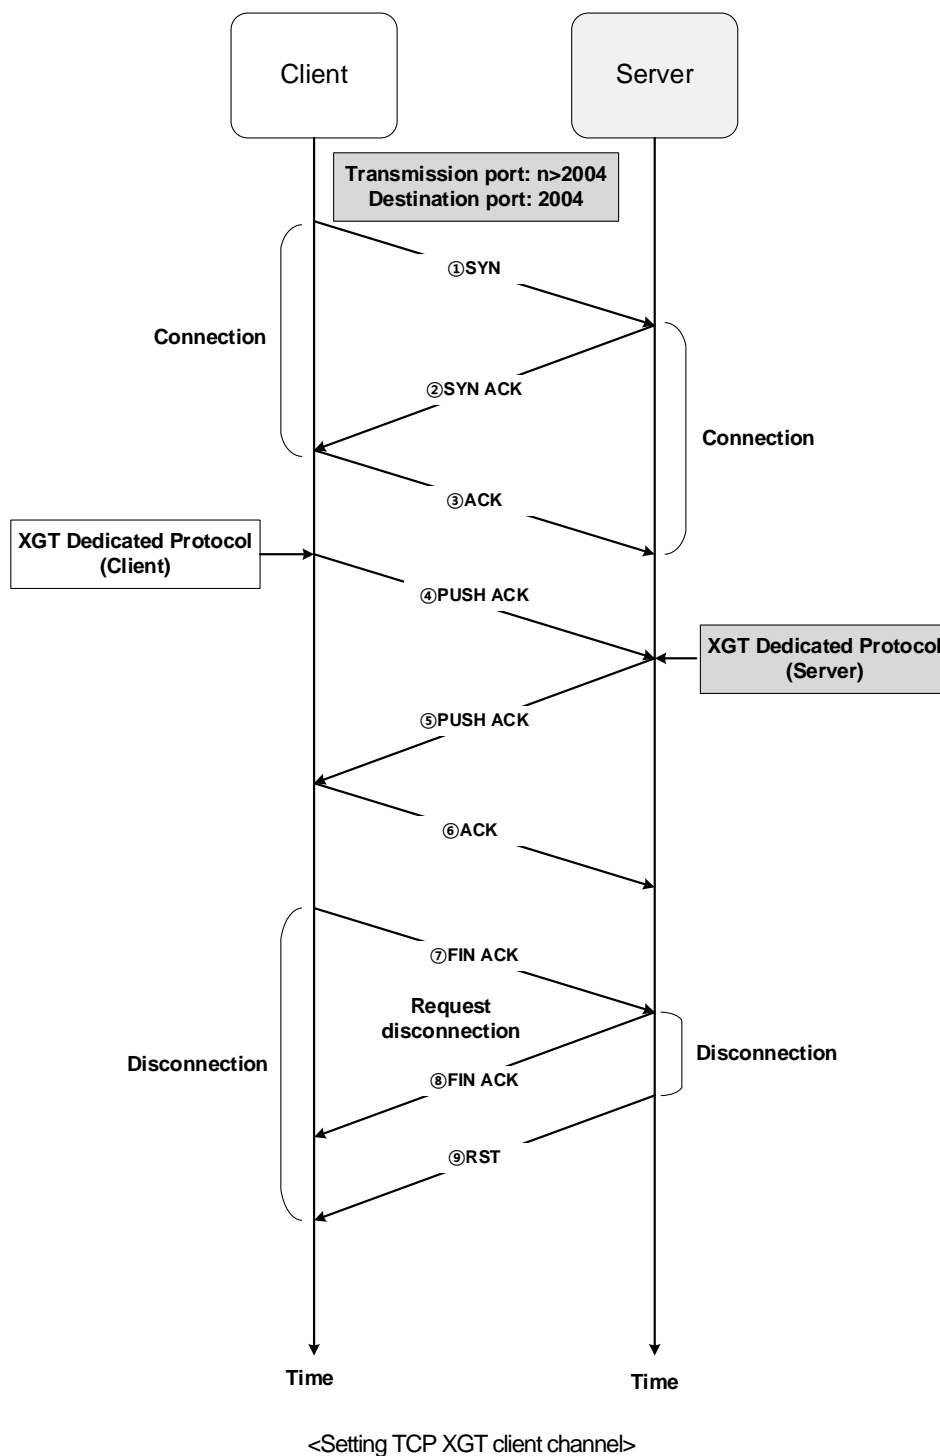 Client
Server
Transmission port: n>2004
Destination port: 2004
①SYN
Connection
②SYN ACK
Connection
③ACK
XGT Dedicated Protocol
(Client)
④PUSH ACK
XGT Dedicated Protocol
(Server)
⑤PUSH ACK
⑥ACK
⑦FIN ACK
Request
disconnection
Disconnection
Disconnection
⑧FIN ACK
⑨RST
Time
Time
<Setting TCP XGT client channel>